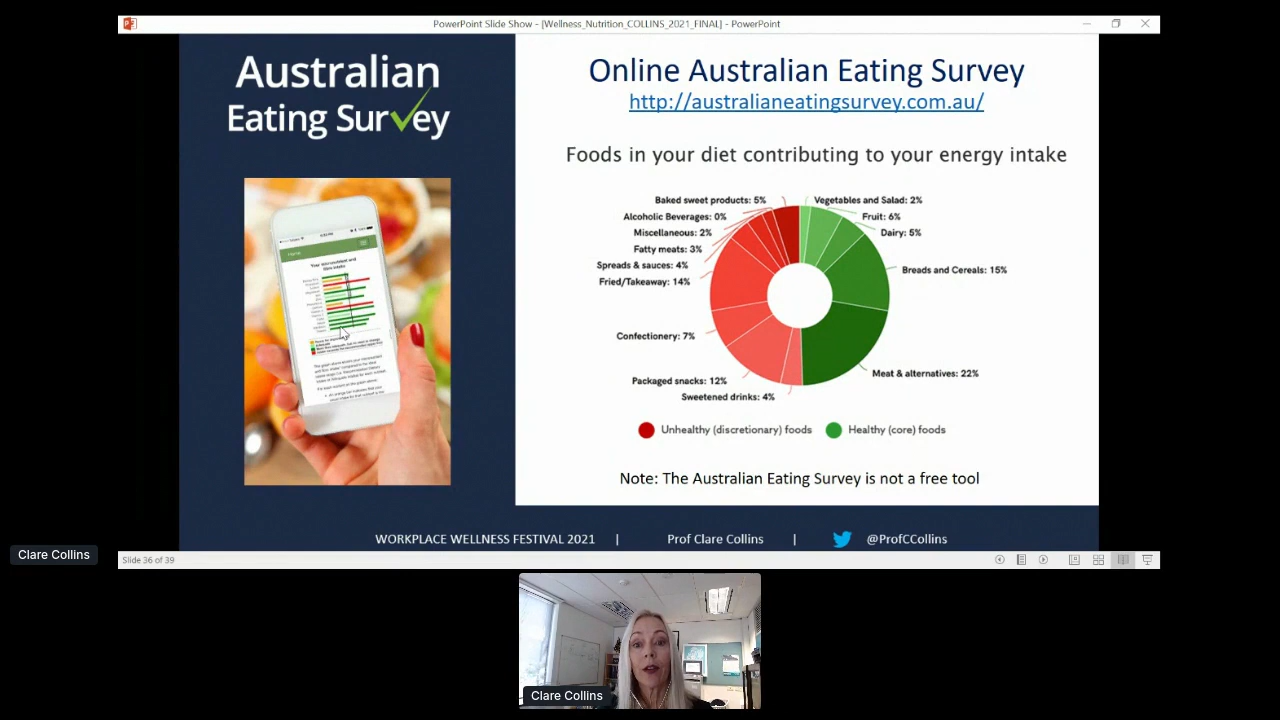 PowerPoint Slide Show - [Wellness_Nutrition_COLLINS_2021_FINAL] - PowerPoint
Australian
Eating Survey
Online Australian Eating Survey
http://australianeatingsurvey.com.au/
Foods in your diet contributing to your energy intake
Baked sweet products: 5%
Alcoholic Beverages: 0%
Miscellaneous: 2%
Fatty meats: 3%
Spreads & sauces: 4%
Fried/Takeaway: 14%
Confectionery: 7%
Packaged snacks: 12%
Sweetened drinks: 4%
Vegetables and Salad: 2%
Fruit: 6%
Dairy: 5%
Breads and Cereals: 15%
Meat & alternatives: 22%
Unhealthy (discretionary) foods
Healthy (core) foods
Note: The Australian Eating Survey is not a free tool
WORKPLACE WELLNESS FESTIVAL 2021 | Prof Clare Collins | @ProfCCollins
Slide 36 of 39
Clare Collins
Clare Collins